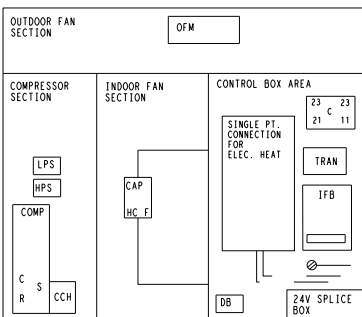 OUTDOOR FAN
SECTION
OFM
COMPRESSOR
SECTION
LPS
HPS
COMP
C
S
R
CCH
INDOOR FAN
SECTION
CAP
HC F
CONTROL BOX AREA
SINGLE PT.
CONNECTION
FOR
ELEC. HEAT
23 23
C
21 11
TRAN
IFB
DB
24V SPLICE
BOX